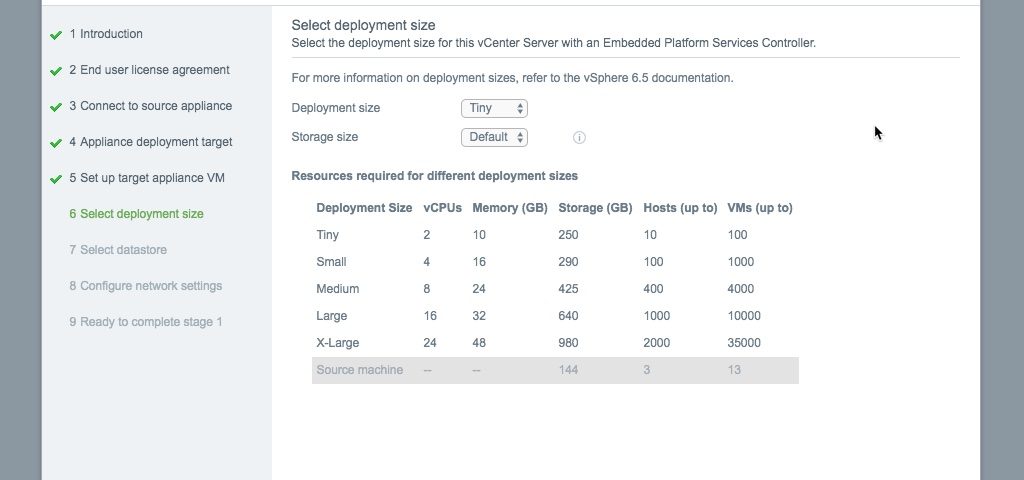 1 Introduction
2 End user license agreement
3 Connect to source appliance
4 Appliance deployment target
5 Set up target appliance VM
6 Select deployment size
7 Select datastore
8 Configure network settings
9 Ready to complete stage 1
Select deployment size
Select the deployment size for this vCenter Server with an Embedded Platform Services Controller.
For more information on deployment sizes, refer to the vSphere 6.5 documentation.
Deployment size Tiny
Storage size Default
Resources required for different deployment sizes
Deployment Size vCPUs Memory (GB) Storage (GB) Hosts (up to) VMs (up to)
Tiny 2 10 250 10 100
Small 4 16 290 100 1000
Medium 8 24 425 400 4000
Large 16 32 640 1000 10000
X-Large 24 48 980 2000 35000
Source machine -- -- 144 3 13